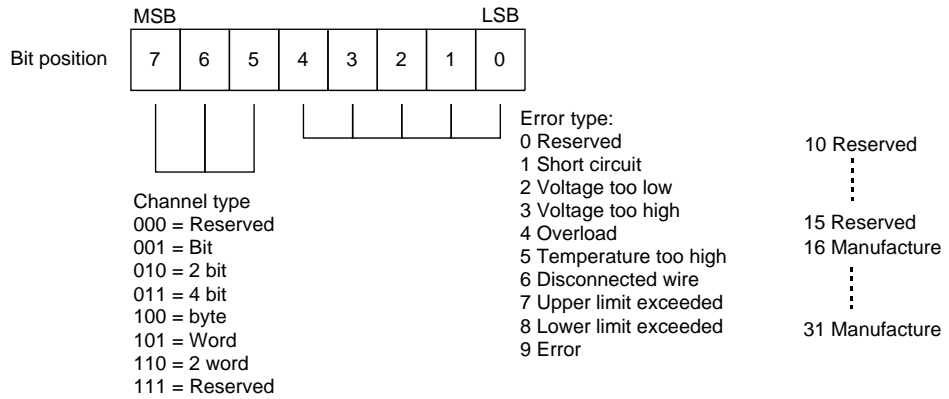 MSB LSB
Bit position 7 6 5 4 3 2 1 0
Channel type
000 = Reserved
001 = Bit
010 = 2 bit
011 = 4 bit
100 = byte
101 = Word
110 = 2 word
111 = Reserved
Error type:
0 Reserved
1 Short circuit
2 Voltage too low
3 Voltage too high
4 Overload
5 Temperature too high
6 Disconnected wire
7 Upper limit exceeded
8 Lower limit exceeded
9 Error
10 Reserved
15 Reserved
16 Manufacture
31 Manufacture